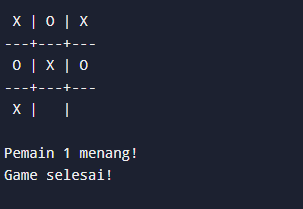 X | O | X
---+---+---
O | X | O
---+---+---
X |   |
Pemain 1 menang!
Game selesai!